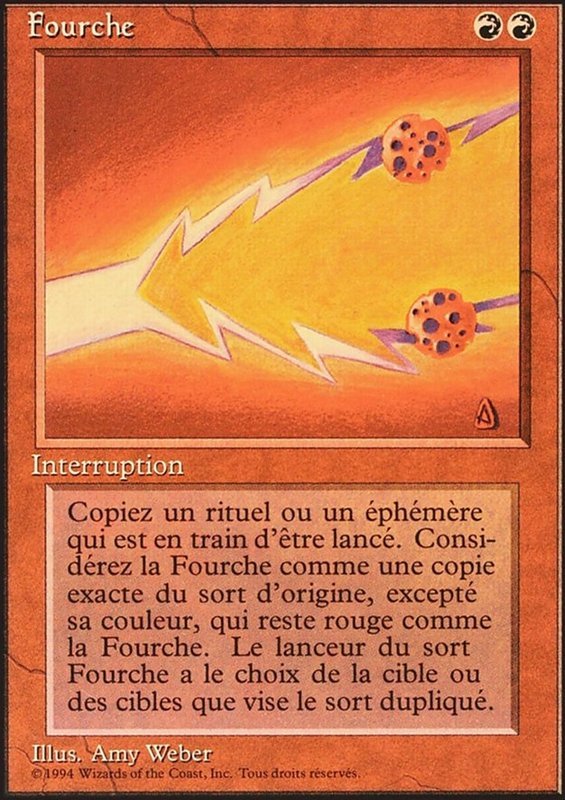 Fourche
Interruption
Copiez un rituel ou un éphémère
qui est en train d'être lancé. Consi-
dérez la Fourche comme une copie
exacte du sort d'origine, excepté
sa couleur, qui reste rouge comme
la Fourche. Le lanceur du sort
Fourche a le choix de la cible ou
des cibles que vise le sort dupliqué.
Illus. Amy Weber
©1994 Wizards of the Coast, Inc. Tous droits réservés.